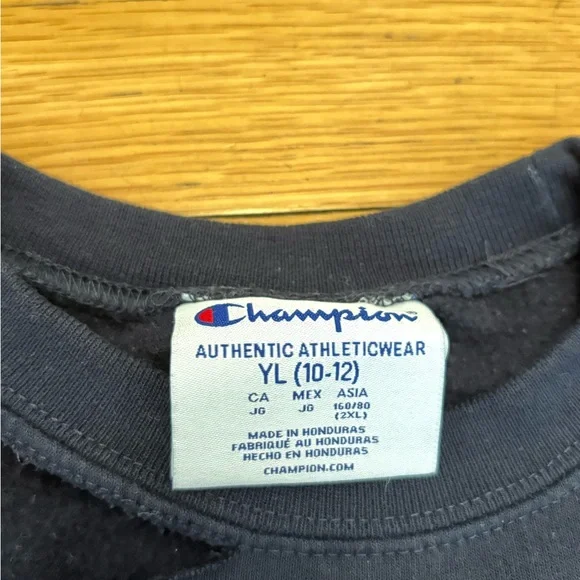 Champion
AUTHENTIC ATHLETICWEAR
YL (10-12)
CA MEX ASIA
JG JG 160/80
(2XL)
MADE IN HONDURAS
FABRIQUÉ AU HONDURAS
HECHO EN HONDURAS
CHAMPION.COM